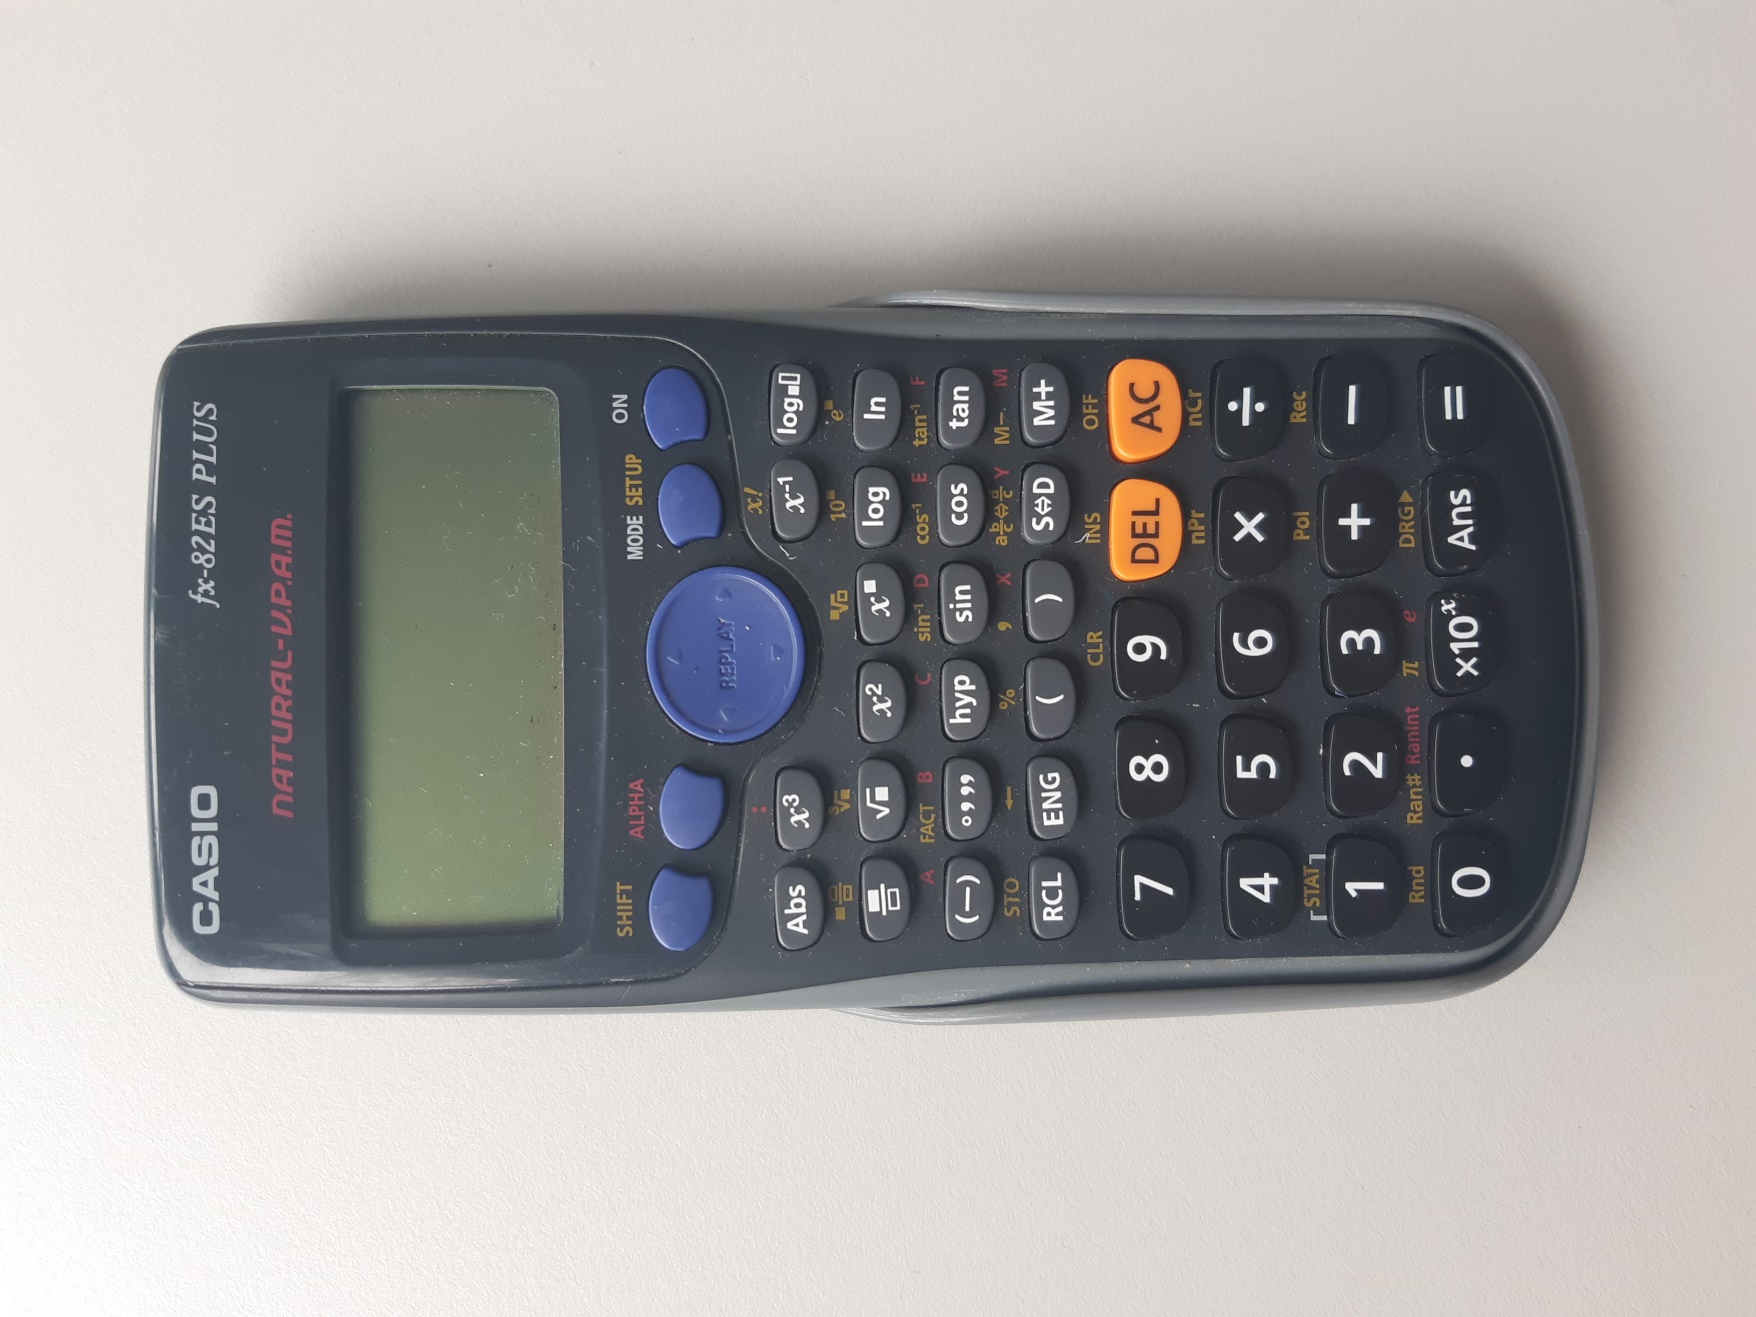 CASIO fx-82ES PLUS
NATURAL-V.P.A.M.
SHIFT ALPHA MODE SETUP ON
REPLAY
: x!
Abs x³ x⁻¹ log■▯
■▯/▯ ³√■ ■√▯ 10■ e■
■/▯ √■ x² x■ log ln
A FACT B C sin⁻¹ D cos⁻¹ E tan⁻¹ F
(−) °,,, hyp sin cos tan
STO ← % , X a b/c⇔d/c Y M− M
RCL ENG ( ) S⇔D M+
CLR INS OFF
7 8 9 DEL AC
nPr nCr
4 5 6 × ÷
[STAT] Pol Rec
1 2 3 + −
Rnd Ran# RanInt π e DRG▶
0 . ×10ˣ Ans =